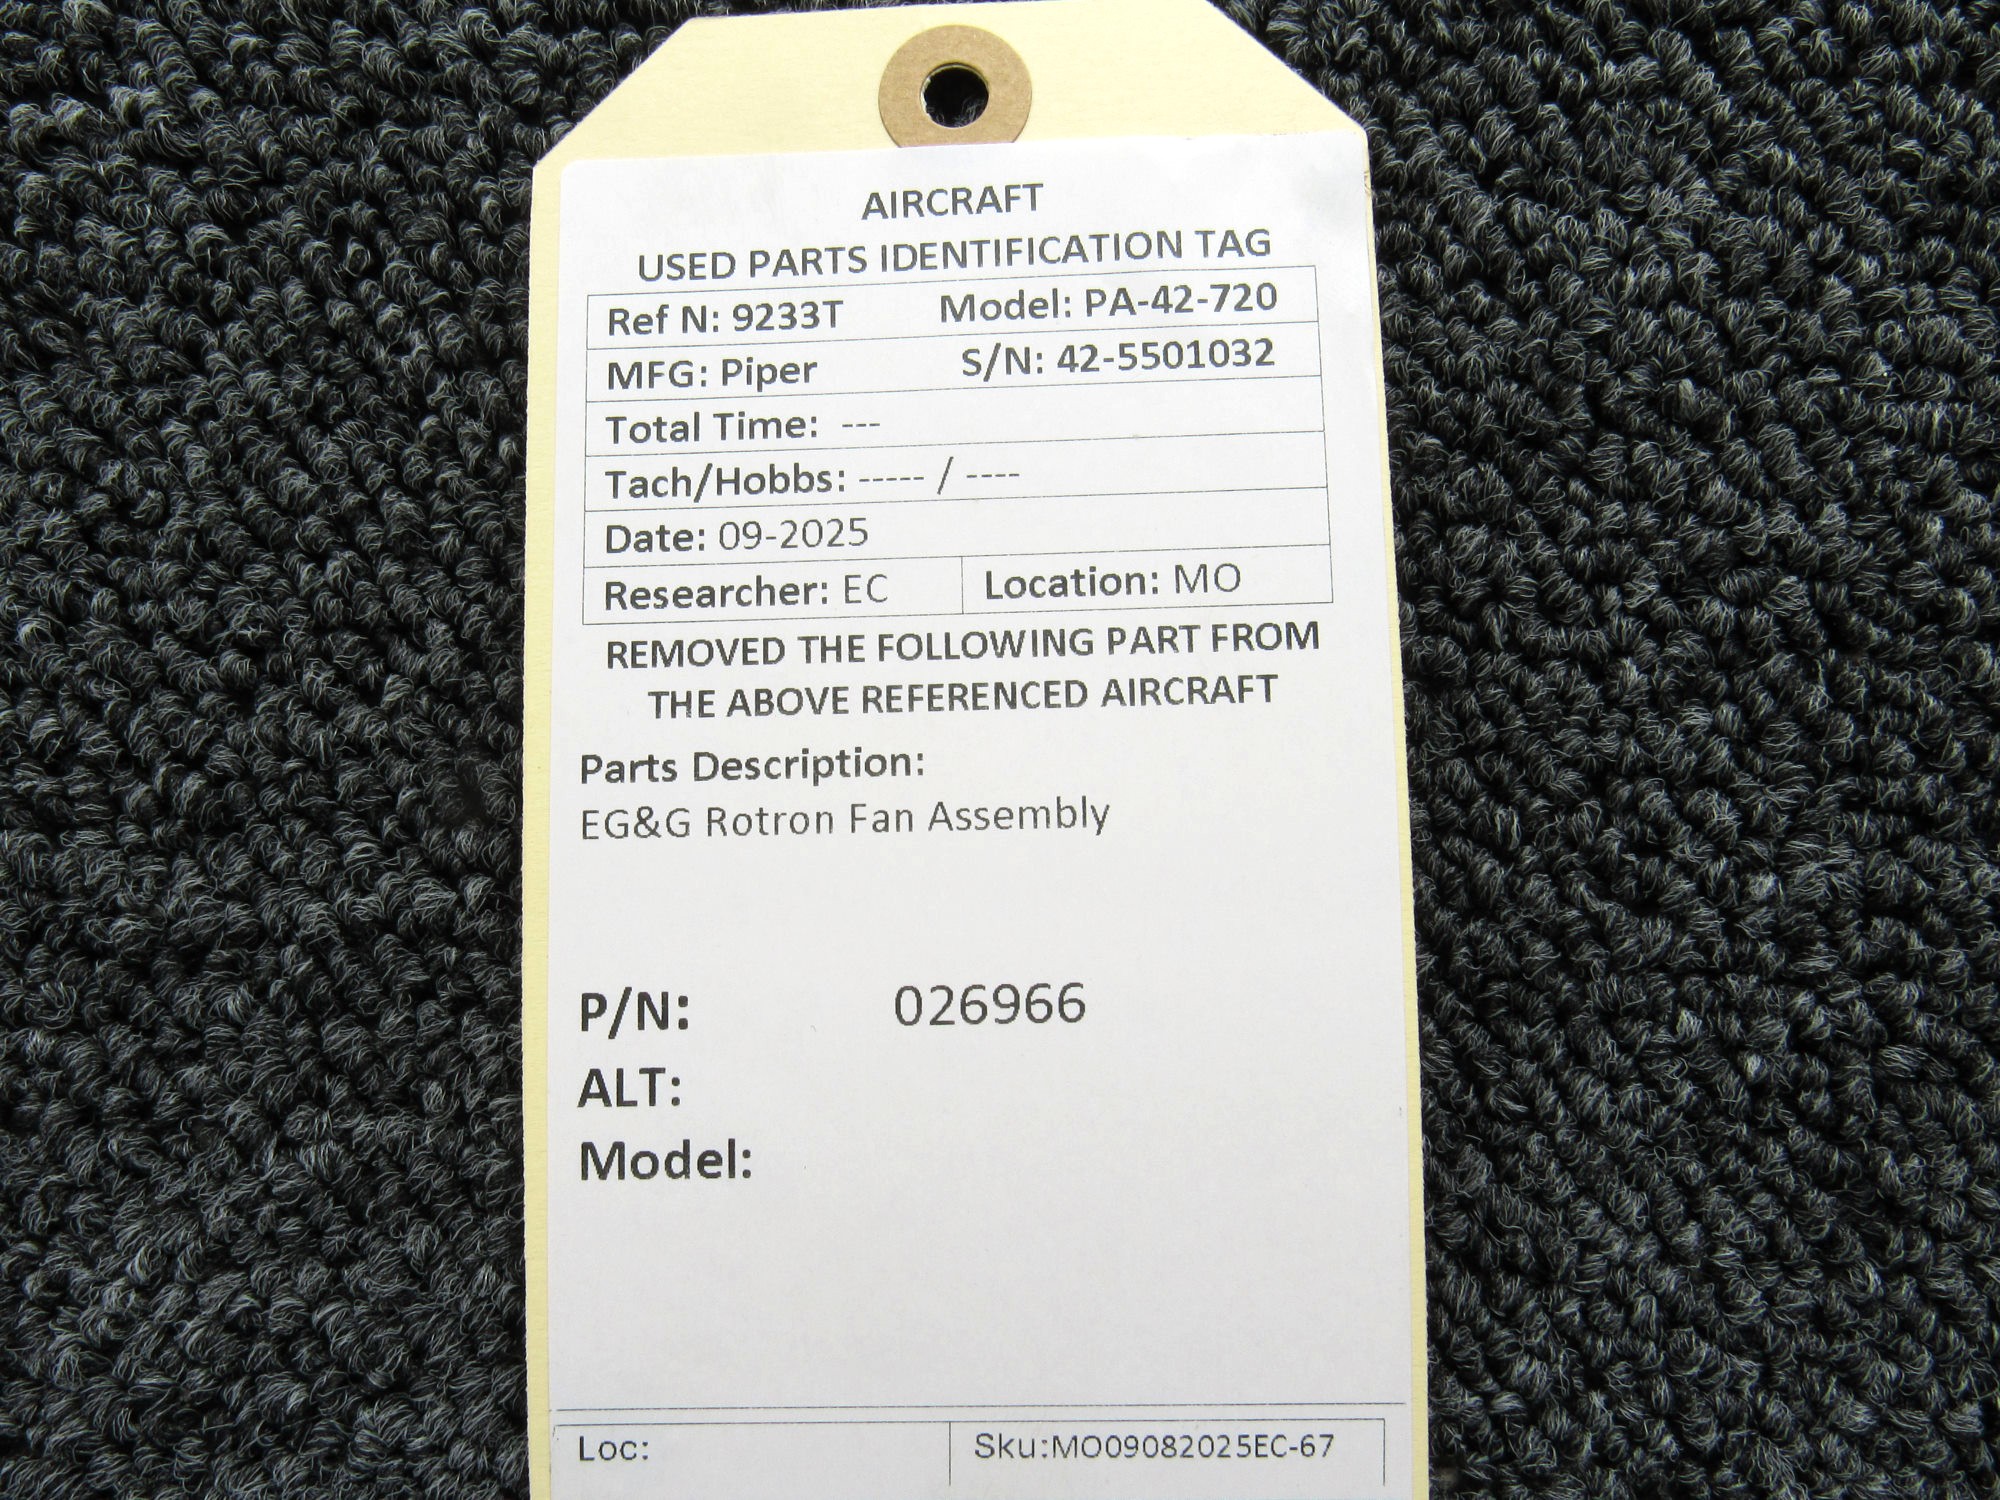 AIRCRAFT
USED PARTS IDENTIFICATION TAG
Ref N: 9233T Model: PA-42-720
MFG: Piper S/N: 42-5501032
Total Time: ---
Tach/Hobbs: ----- / ----
Date: 09-2025
Researcher: EC Location: MO
REMOVED THE FOLLOWING PART FROM
THE ABOVE REFERENCED AIRCRAFT
Parts Description:
EG&G Rotron Fan Assembly
P/N: 026966
ALT:
Model:
Loc: Sku:MO09082025EC-67